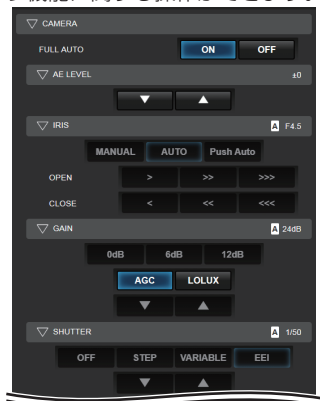 ▽ CAMERA
FULL AUTO ON OFF
▽ AE LEVEL ±0
▼ ▲
▽ IRIS A F4.5
MANUAL AUTO Push Auto
OPEN > >> >>>
CLOSE < << <<<
▽ GAIN A 24dB
0dB 6dB 12dB
AGC LOLUX
▼ ▲
▽ SHUTTER A 1/50
OFF STEP VARIABLE EEI
▼ ▲